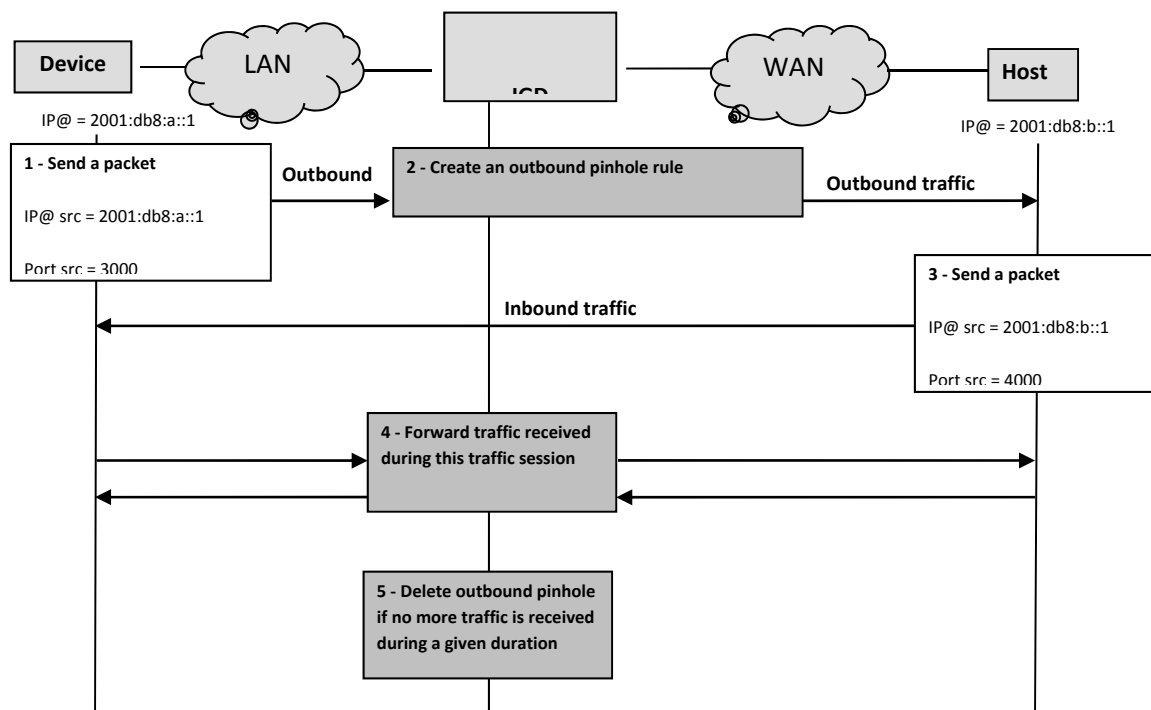 Device
LAN
IGD
WAN
Host
IP@ = 2001:db8:a::1
IP@ = 2001:db8:b::1
1 - Send a packet
IP@ src = 2001:db8:a::1
Port src = 3000
Outbound
2 - Create an outbound pinhole rule
Outbound traffic
3 - Send a packet
IP@ src = 2001:db8:b::1
Port src = 4000
Inbound traffic
4 - Forward traffic received
during this traffic session
5 - Delete outbound pinhole
if no more traffic is received
during a given duration